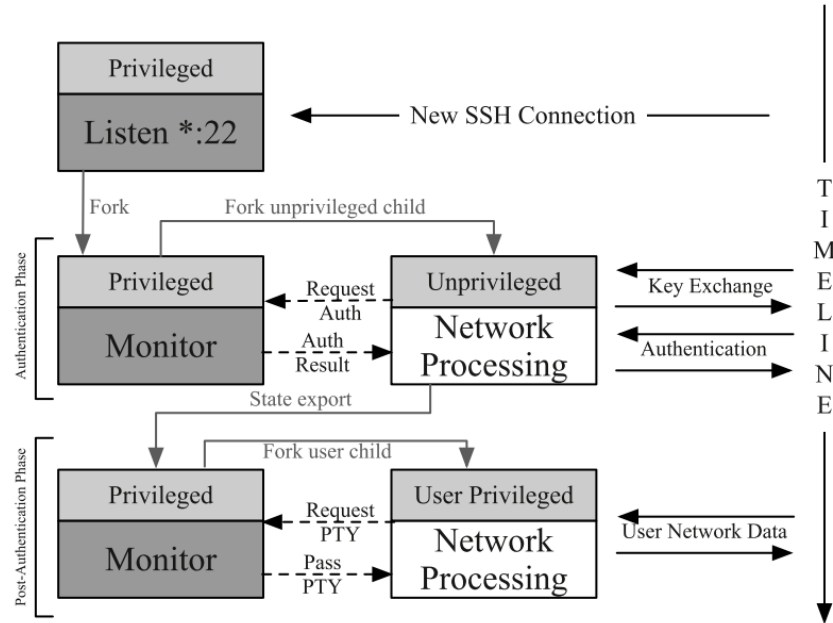 Privileged
Listen *:22
New SSH Connection
Fork
Fork unprivileged child
Authentication Phase
Privileged
Monitor
Request
Auth
Auth
Result
Unprivileged
Network
Processing
Key Exchange
Authentication
State export
Fork user child
Post-Authentication Phase
Privileged
Monitor
Request
PTY
Pass
PTY
User Privileged
Network
Processing
User Network Data
TIMELINE